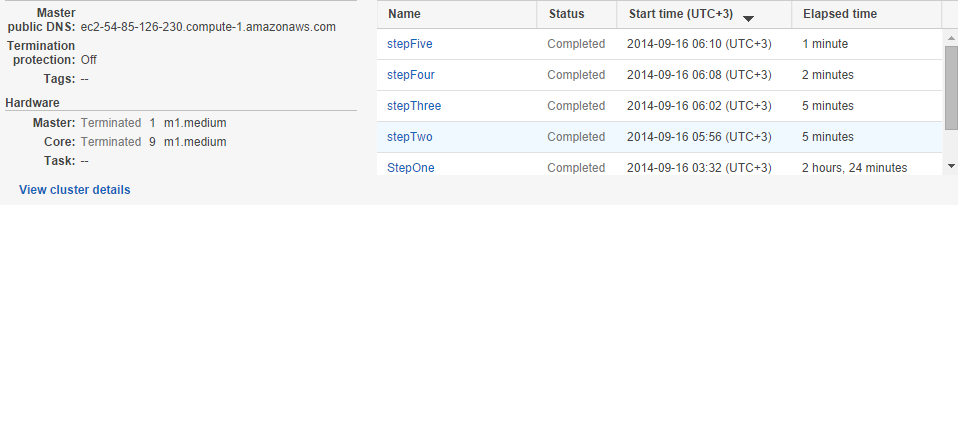 Master
public DNS: ec2-54-85-126-230.compute-1.amazonaws.com
Termination
protection: Off
Tags: --
Hardware
Master: Terminated 1 m1.medium
Core: Terminated 9 m1.medium
Task: --
View cluster details
Name Status Start time (UTC+3) Elapsed time
stepFive Completed 2014-09-16 06:10 (UTC+3) 1 minute
stepFour Completed 2014-09-16 06:08 (UTC+3) 2 minutes
stepThree Completed 2014-09-16 06:02 (UTC+3) 5 minutes
stepTwo Completed 2014-09-16 05:56 (UTC+3) 5 minutes
StepOne Completed 2014-09-16 03:32 (UTC+3) 2 hours, 24 minutes